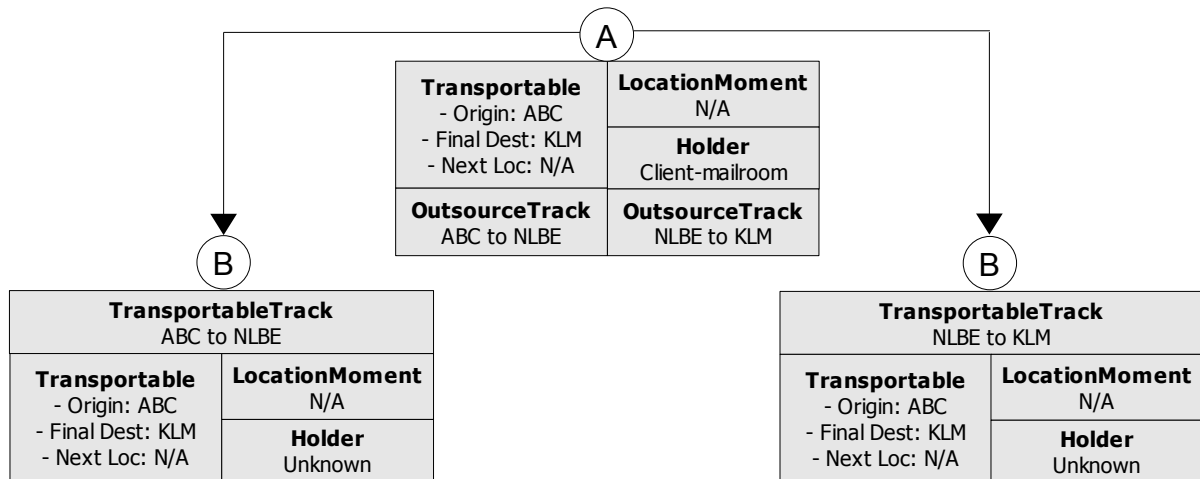 A
Transportable
- Origin: ABC
- Final Dest: KLM
- Next Loc: N/A
LocationMoment
N/A
Holder
Client-mailroom
OutsourceTrack
ABC to NLBE
OutsourceTrack
NLBE to KLM
B
TransportableTrack
ABC to NLBE
Transportable
- Origin: ABC
- Final Dest: KLM
- Next Loc: N/A
LocationMoment
N/A
Holder
Unknown
B
TransportableTrack
NLBE to KLM
Transportable
- Origin: ABC
- Final Dest: KLM
- Next Loc: N/A
LocationMoment
N/A
Holder
Unknown